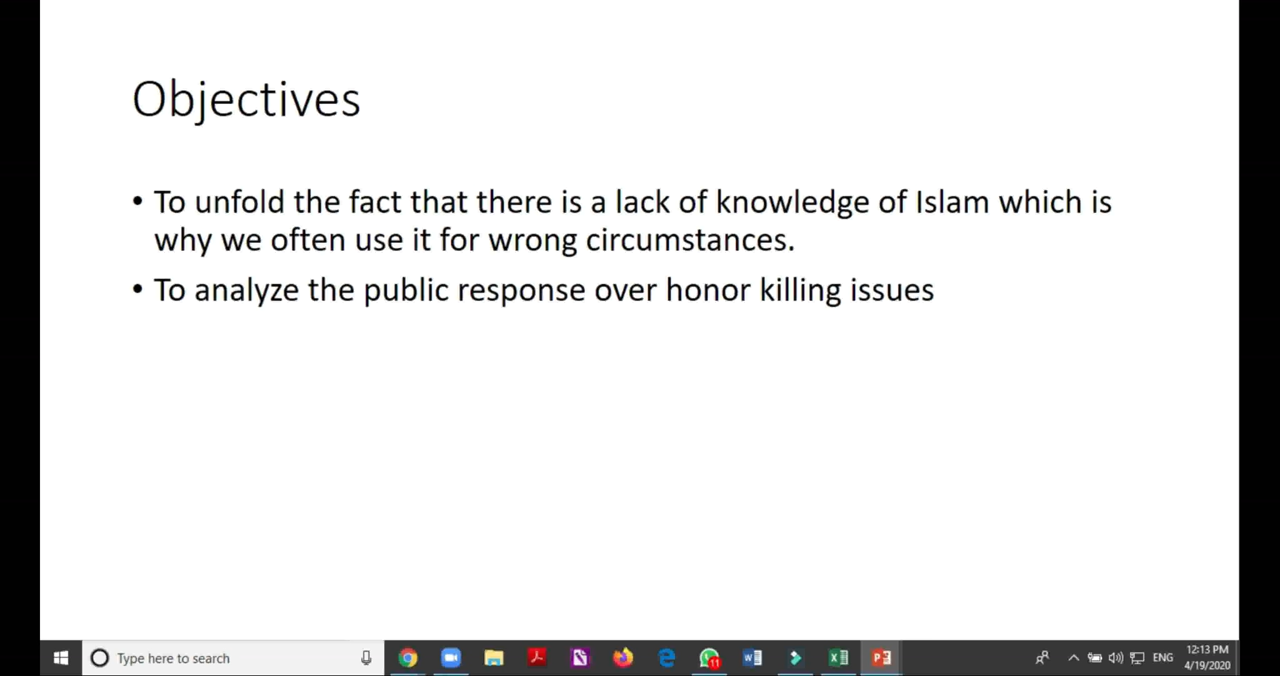 Objectives
• To unfold the fact that there is a lack of knowledge of Islam which is
why we often use it for wrong circumstances.
• To analyze the public response over honor killing issues
Type here to search
11
ENG
12:13 PM
4/19/2020